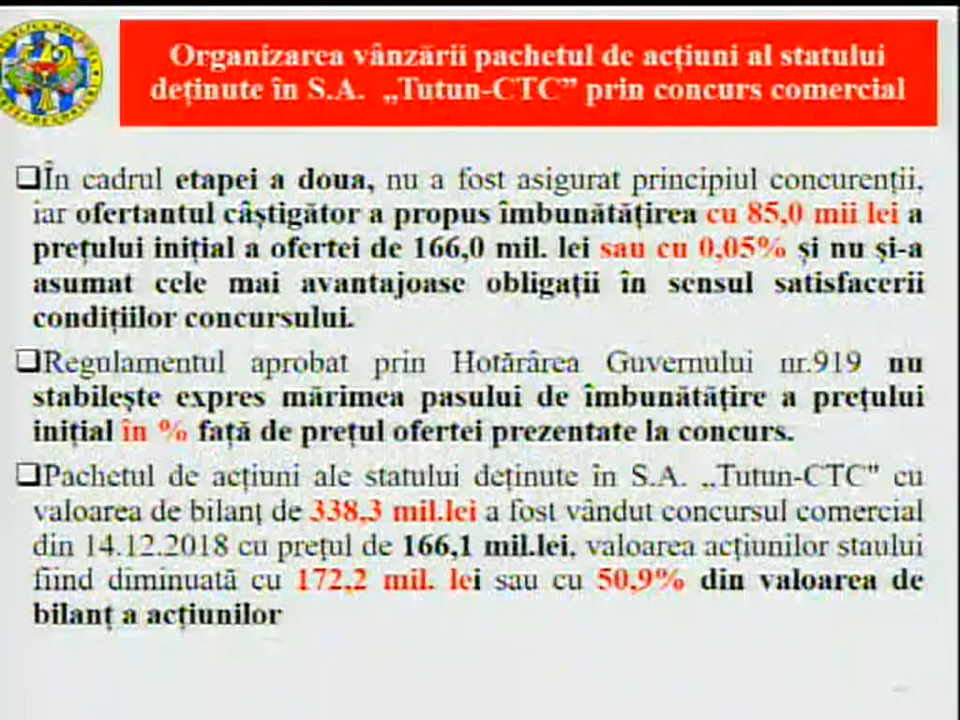 Organizarea vânzării pachetul de acțiuni al statului
deținute în S.A. „Tutun-CTC” prin concurs comercial
❑În cadrul etapei a doua, nu a fost asigurat principiul concurenții,
iar ofertantul câștigător a propus îmbunătățirea cu 85,0 mii lei a
prețului inițial a ofertei de 166,0 mil. lei sau cu 0,05% și nu și-a
asumat cele mai avantajoase obligații în sensul satisfacerii
condițiilor concursului.
❑Regulamentul aprobat prin Hotărârea Guvernului nr.919 nu
stabilește expres mărimea pasului de îmbunătățire a prețului
inițial în % față de prețul ofertei prezentate la concurs.
❑Pachetul de acțiuni ale statului deținute în S.A. „Tutun-CTC" cu
valoarea de bilanț de 338,3 mil.lei a fost vândut concursul comercial
din 14.12.2018 cu prețul de 166,1 mil.lei, valoarea acțiunilor staului
fiind diminuată cu 172,2 mil. lei sau cu 50,9% din valoarea de
bilanț a acțiunilor